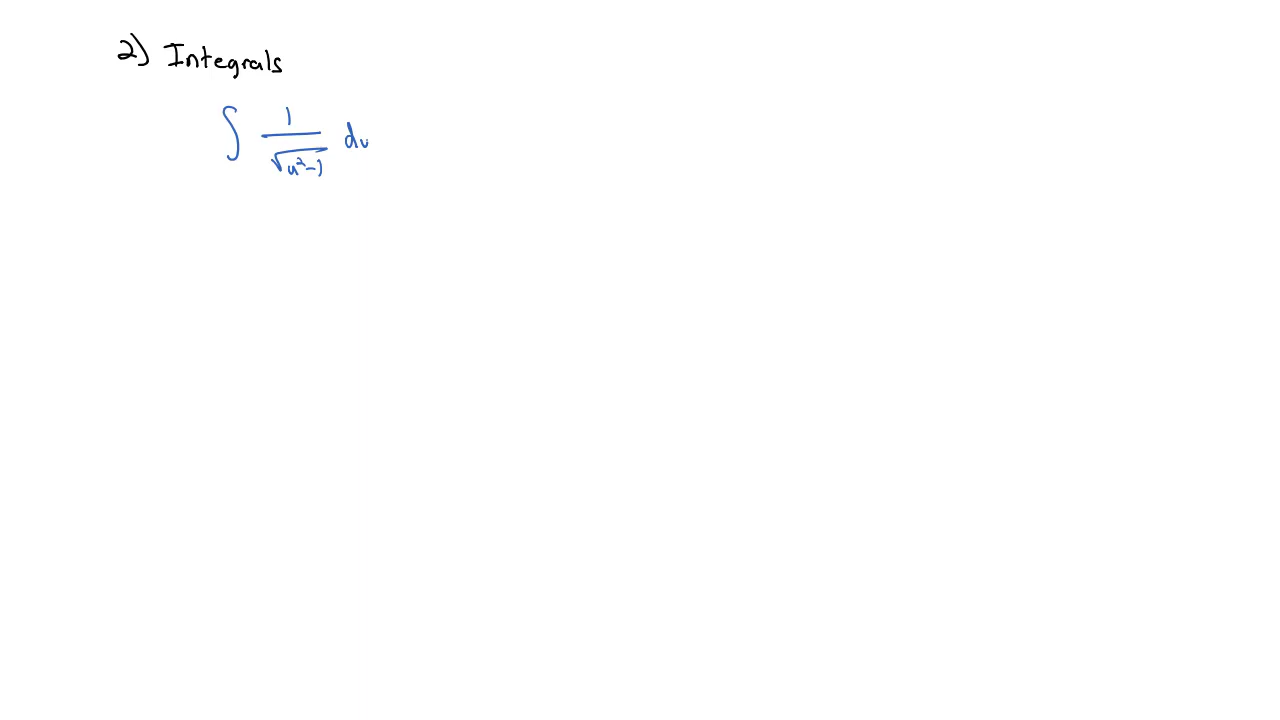 2) Integrals
∫ 1/√(u²-1) du